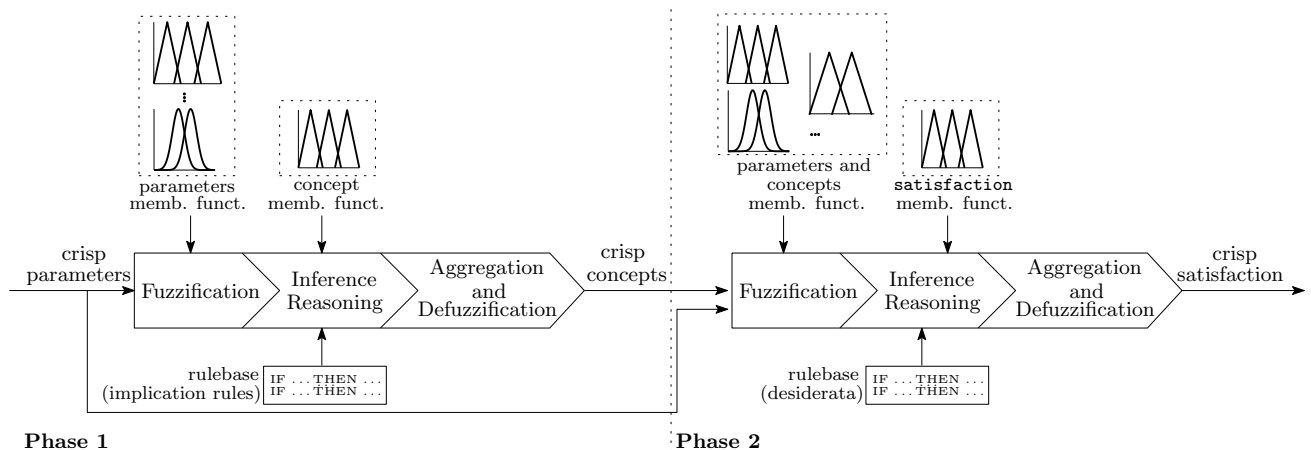 parameters
memb. funct.
concept
memb. funct.
crisp
parameters
Fuzzification
Inference
Reasoning
Aggregation
and
Defuzzification
crisp
concepts
rulebase
(implication rules)
IF ... THEN ...
IF ... THEN ...
Phase 1
parameters and
concepts
memb. funct.
satisfaction
memb. funct.
Fuzzification
Inference
Reasoning
Aggregation
and
Defuzzification
crisp
satisfaction
rulebase
(desiderata)
IF ... THEN ...
IF ... THEN ...
Phase 2